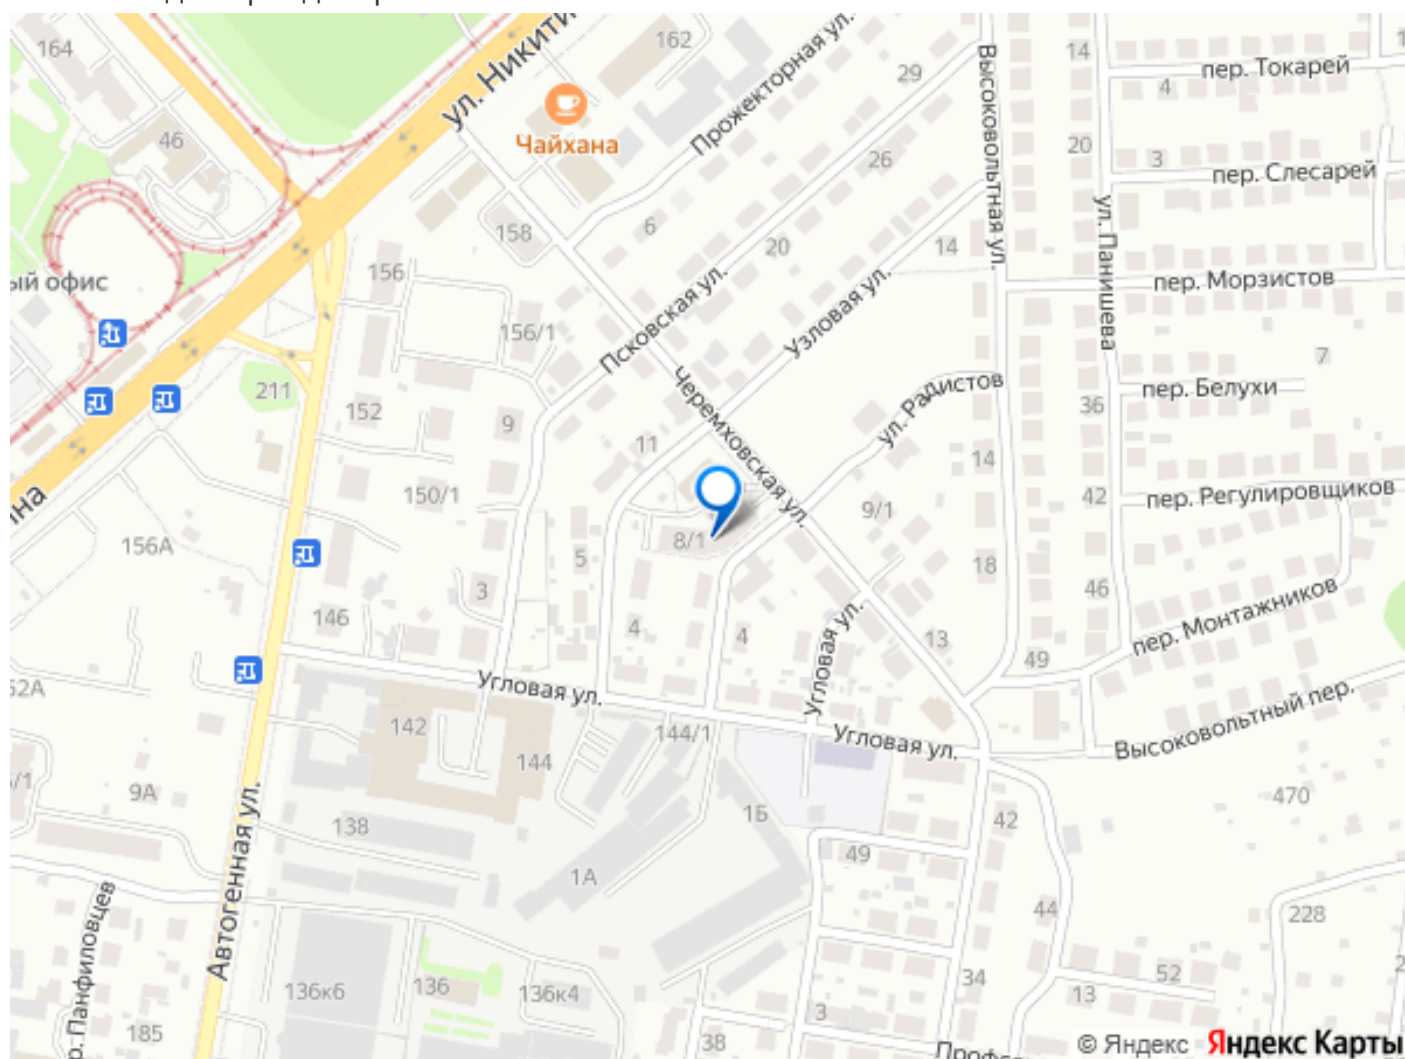 164
ул. Никити
162
Прожекторная ул.
29
Высоковольтная ул.
14
пер. Токарей
4
Чайхана
46
26
20
3
пер. Слесарей
158
6
20
14
ул. Панишева
156
ый офис
пер. Морзистов
156/1
Псковская ул.
Узловая ул.
7
211
152
9
Черемховская ул.
ул. Радистов
36
пер. Белухи
11
14
150/1
42
пер. Регулировщиков
9/1
156А
8/1
5
18
3
46
146
4
4
Угловая ул.
13
49
пер. Монтажников
52А
Угловая ул.
142
144/1
Угловая ул.
Высоковольтный пер.
144
9А
470
138
1Б
42
Автогенная ул.
49
1А
44
228
р. Панфиловцев
136к6
136
136к4
34
52
13
185
38
3
Профе
© Яндекс Яндекс Карты